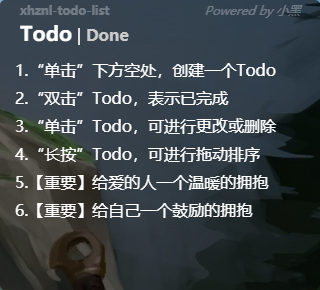 xhznl-todo-list
Powered by 小黑
Todo | Done
1.“单击”下方空处，创建一个Todo
2.“双击”Todo，表示已完成
3.“单击”Todo，可进行更改或删除
4.“长按”Todo，可进行拖动排序
5.【重要】给爱的人一个温暖的拥抱
6.【重要】给自己一个鼓励的拥抱